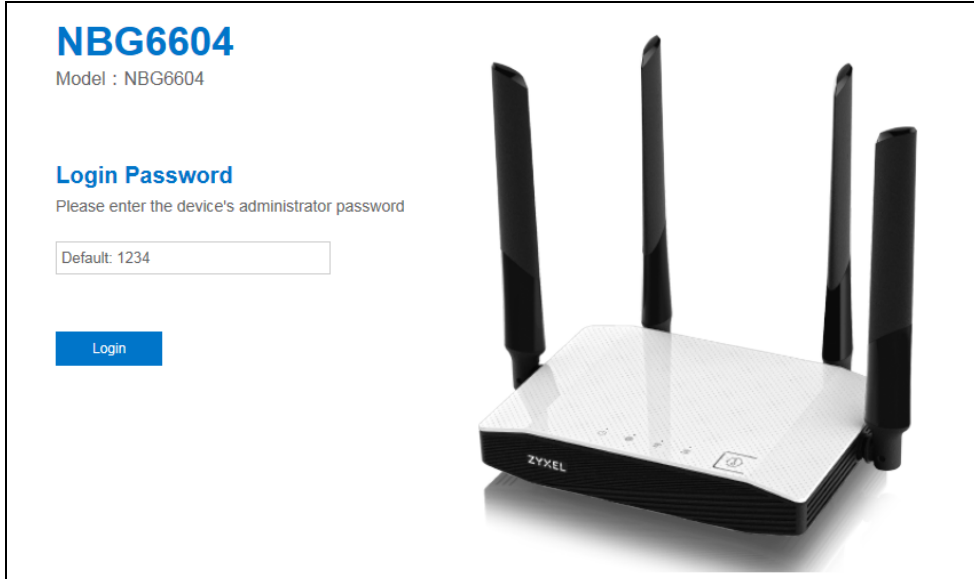 NBG6604
Model : NBG6604
Login Password
Please enter the device's administrator password
Default: 1234
Login
ZYXEL